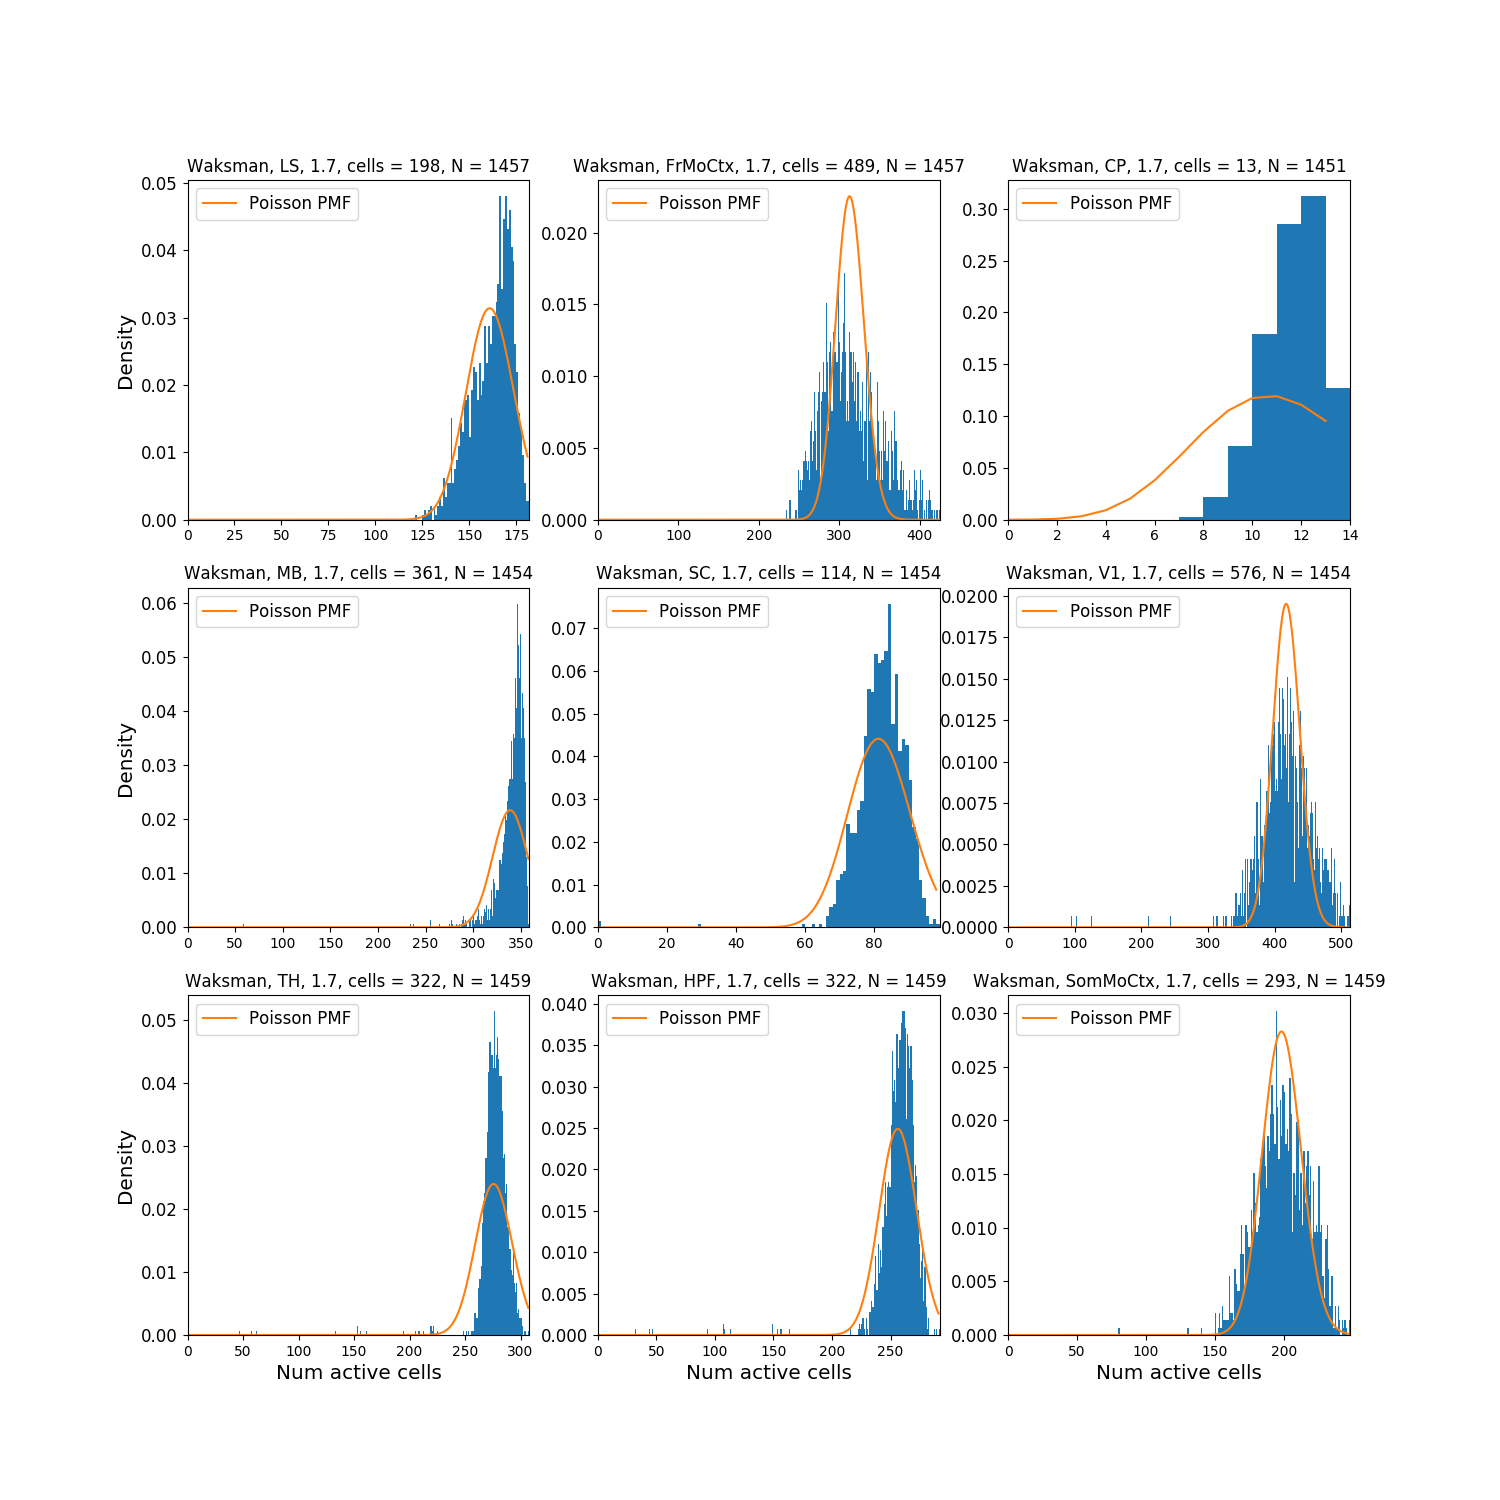 Waksman, LS, 1.7, cells = 198, N = 1457
Poisson PMF
Density
0.05
0.04
0.03
0.02
0.01
0.00
0 25 50 75 100 125 150 175
Waksman, FrMoCtx, 1.7, cells = 489, N = 1457
Poisson PMF
0.020
0.015
0.010
0.005
0.000
0 100 200 300 400
Waksman, CP, 1.7, cells = 13, N = 1451
Poisson PMF
0.30
0.25
0.20
0.15
0.10
0.05
0.00
0 2 4 6 8 10 12 14
Waksman, MB, 1.7, cells = 361, N = 1454
Poisson PMF
Density
0.06
0.05
0.04
0.03
0.02
0.01
0.00
0 50 100 150 200 250 300 350
Waksman, SC, 1.7, cells = 114, N = 1454
Poisson PMF
0.07
0.06
0.05
0.04
0.03
0.02
0.01
0.00
0 20 40 60 80
Waksman, V1, 1.7, cells = 576, N = 1454
Poisson PMF
0.0200
0.0175
0.0150
0.0125
0.0100
0.0075
0.0050
0.0025
0.0000
0 100 200 300 400 500
Waksman, TH, 1.7, cells = 322, N = 1459
Poisson PMF
Density
0.05
0.04
0.03
0.02
0.01
0.00
0 50 100 150 200 250 300
Num active cells
Waksman, HPF, 1.7, cells = 322, N = 1459
Poisson PMF
0.040
0.035
0.030
0.025
0.020
0.015
0.010
0.005
0.000
0 50 100 150 200 250
Num active cells
Waksman, SomMoCtx, 1.7, cells = 293, N = 1459
Poisson PMF
0.030
0.025
0.020
0.015
0.010
0.005
0.000
0 50 100 150 200
Num active cells